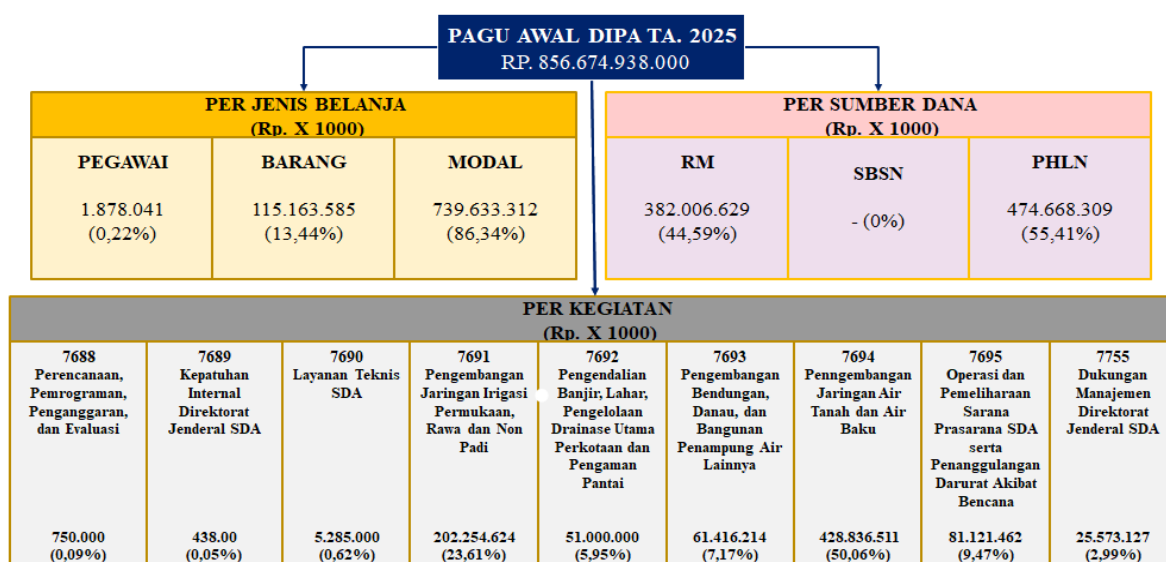 PAGU AWAL DIPA TA. 2025
RP. 856.674.938.000
PER JENIS BELANJA
(Rp. X 1000)
PEGAWAI
1.878.041
(0,22%)
BARANG
115.163.585
(13,44%)
MODAL
739.633.312
(86,34%)
PER SUMBER DANA
(Rp. X 1000)
RM
382.006.629
(44,59%)
SBSN
- (0%)
PHLN
474.668.309
(55,41%)
PER KEGIATAN
(Rp. X 1000)
7688
Perencanaan,
Pemrograman,
Penganggaran,
dan Evaluasi
750.000
(0,09%)
7689
Kepatuhan
Internal
Direktorat
Jenderal SDA
438.00
(0,05%)
7690
Layanan Teknis
SDA
5.285.000
(0,62%)
7691
Pengembangan
Jaringan Irigasi
Permukaan,
Rawa dan Non
Padi
202.254.624
(23,61%)
7692
Pengendalian
Banjir, Lahar,
Pengelolaan
Drainase Utama
Perkotaan dan
Pengaman
Pantai
51.000.000
(5,95%)
7693
Pengembangan
Bendungan,
Danau, dan
Bangunan
Penampung Air
Lainnya
61.416.214
(7,17%)
7694
Penngembangan
Jaringan Air
Tanah dan Air
Baku
428.836.511
(50,06%)
7695
Operasi dan
Pemeliharaan
Sarana
Prasarana SDA
serta
Penanggulangan
Darurat Akibat
Bencana
81.121.462
(9,47%)
7755
Dukungan
Manajemen
Direktorat
Jenderal SDA
25.573.127
(2,99%)